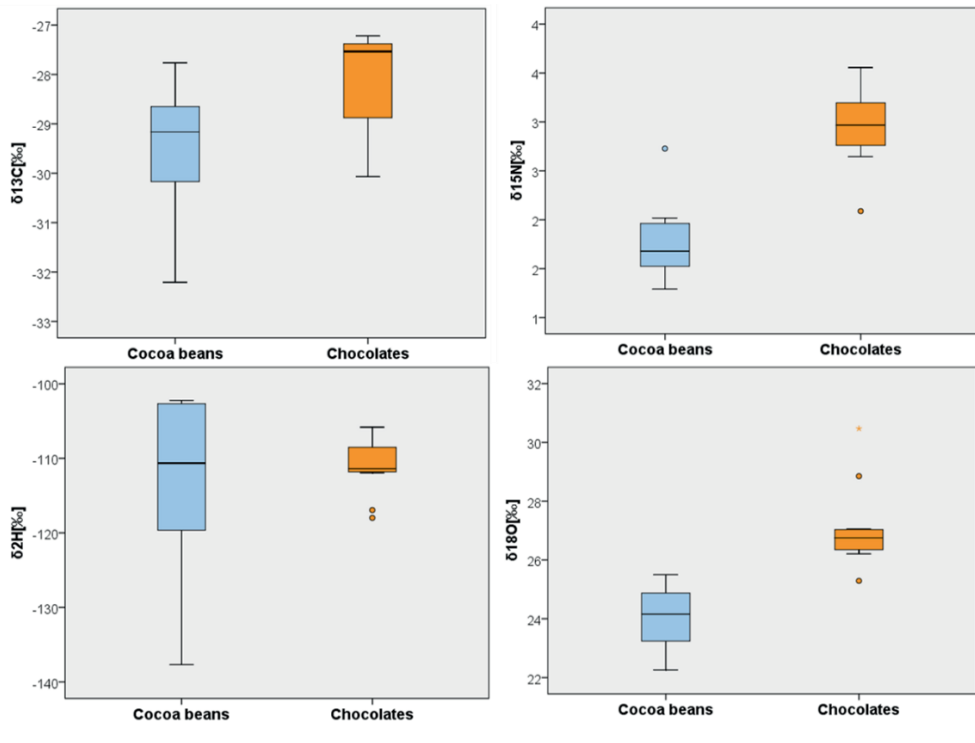 δ13C[‰]
-27
-28
-29
-30
-31
-32
-33
Cocoa beans
Chocolates
δ15N[‰]
4
4
3
3
2
2
1
Cocoa beans
Chocolates
δ2H[‰]
-100
-110
-120
-130
-140
Cocoa beans
Chocolates
δ18O[‰]
32
30
28
26
24
22
Cocoa beans
Chocolates